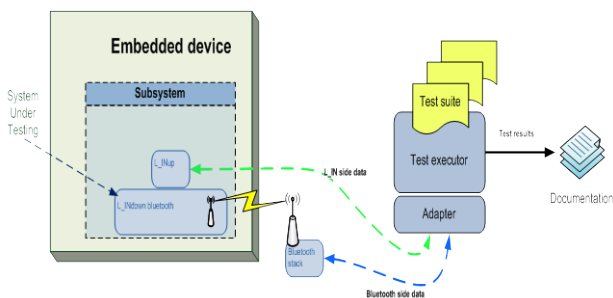 Embedded device
Subsystem
System
Under
Testing
L_INup
L_INdown bluetooth
L_IN side data
Bluetooth
stack
Bluetooth side data
Test suite
Test executor
Adapter
Test results
Documentation